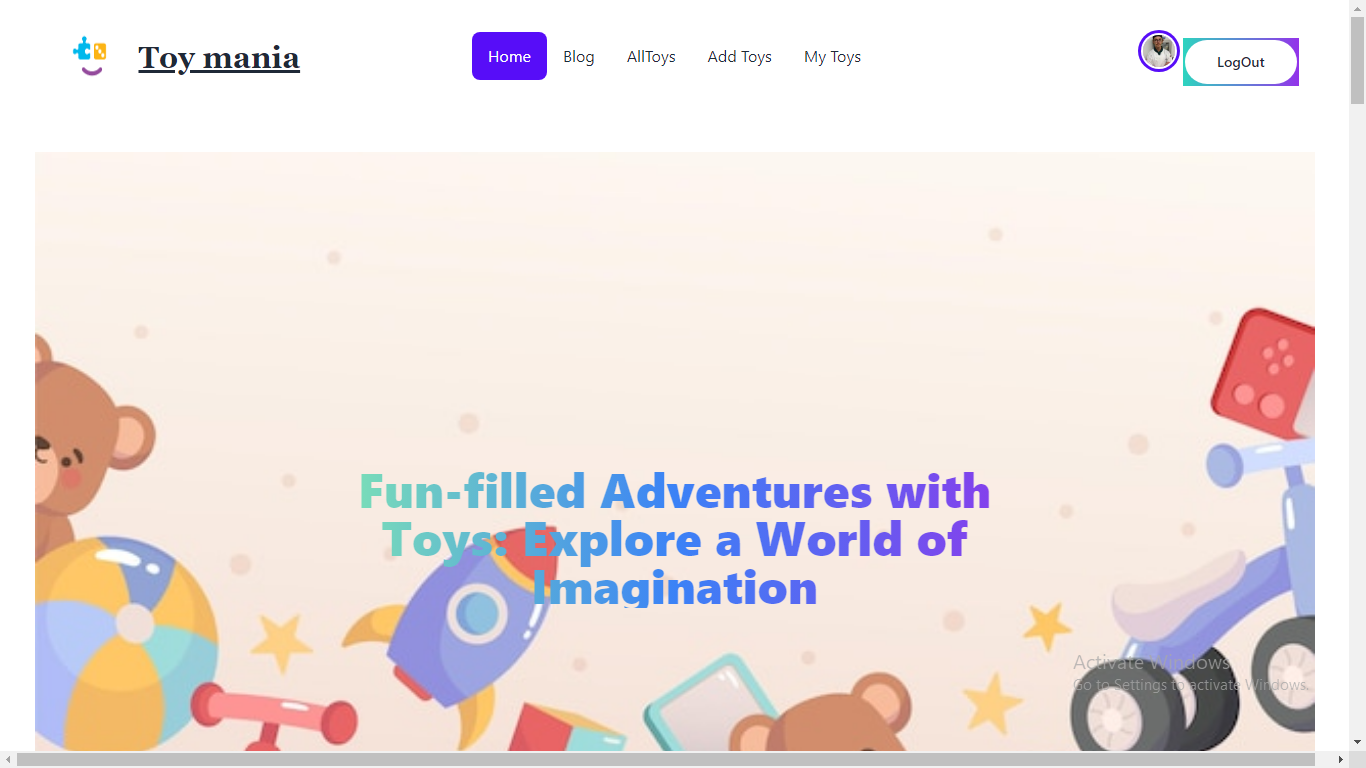 Toy mania
Home
Blog
AllToys
Add Toys
My Toys
LogOut
Fun-filled Adventures with
Toys: Explore a World of
Imagination
Activate Windows
Go to Settings to activate Windows.